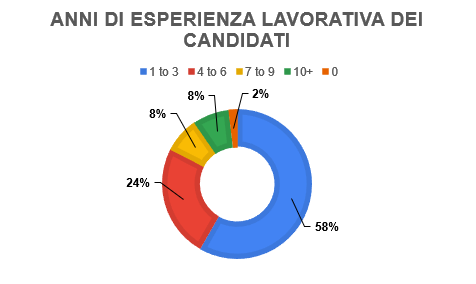 ANNI DI ESPERIENZA LAVORATIVA DEI
CANDIDATI
1 to 3 4 to 6 7 to 9 10+ 0
8% 2%
8%
24%
58%